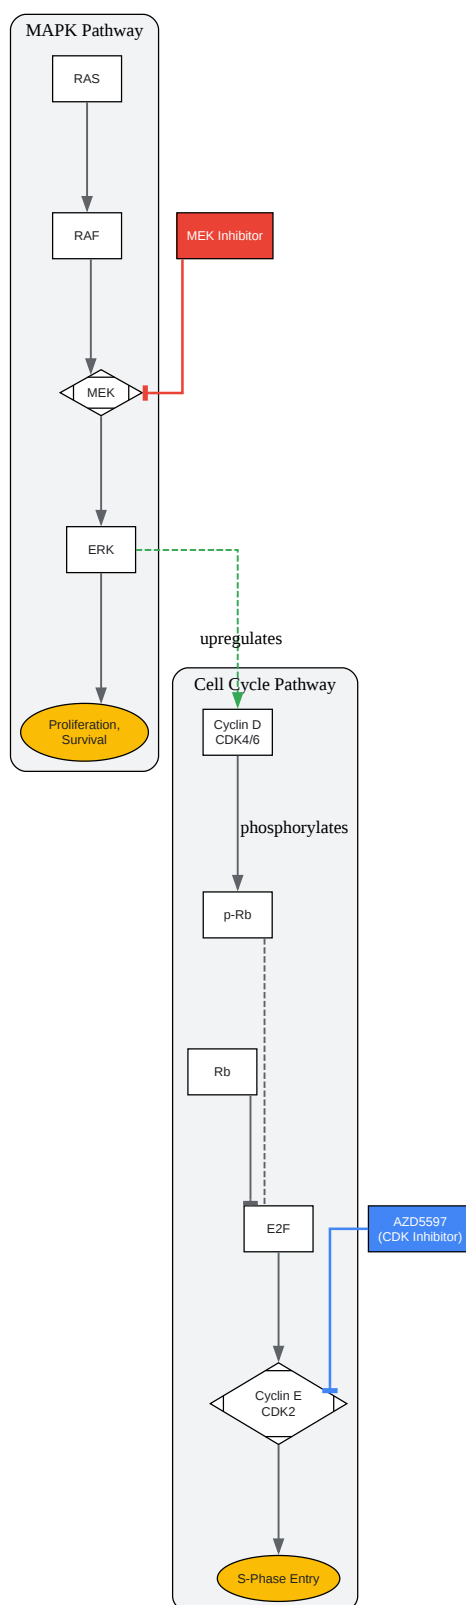 MAPK Pathway
RAS
RAF
MEK Inhibitor
MEK
ERK
upregulates
Cell Cycle Pathway
Proliferation,
Survival
Cyclin D
CDK4/6
phosphorylates
p-Rb
Rb
E2F
AZD5597
(CDK Inhibitor)
Cyclin E
CDK2
S-Phase Entry